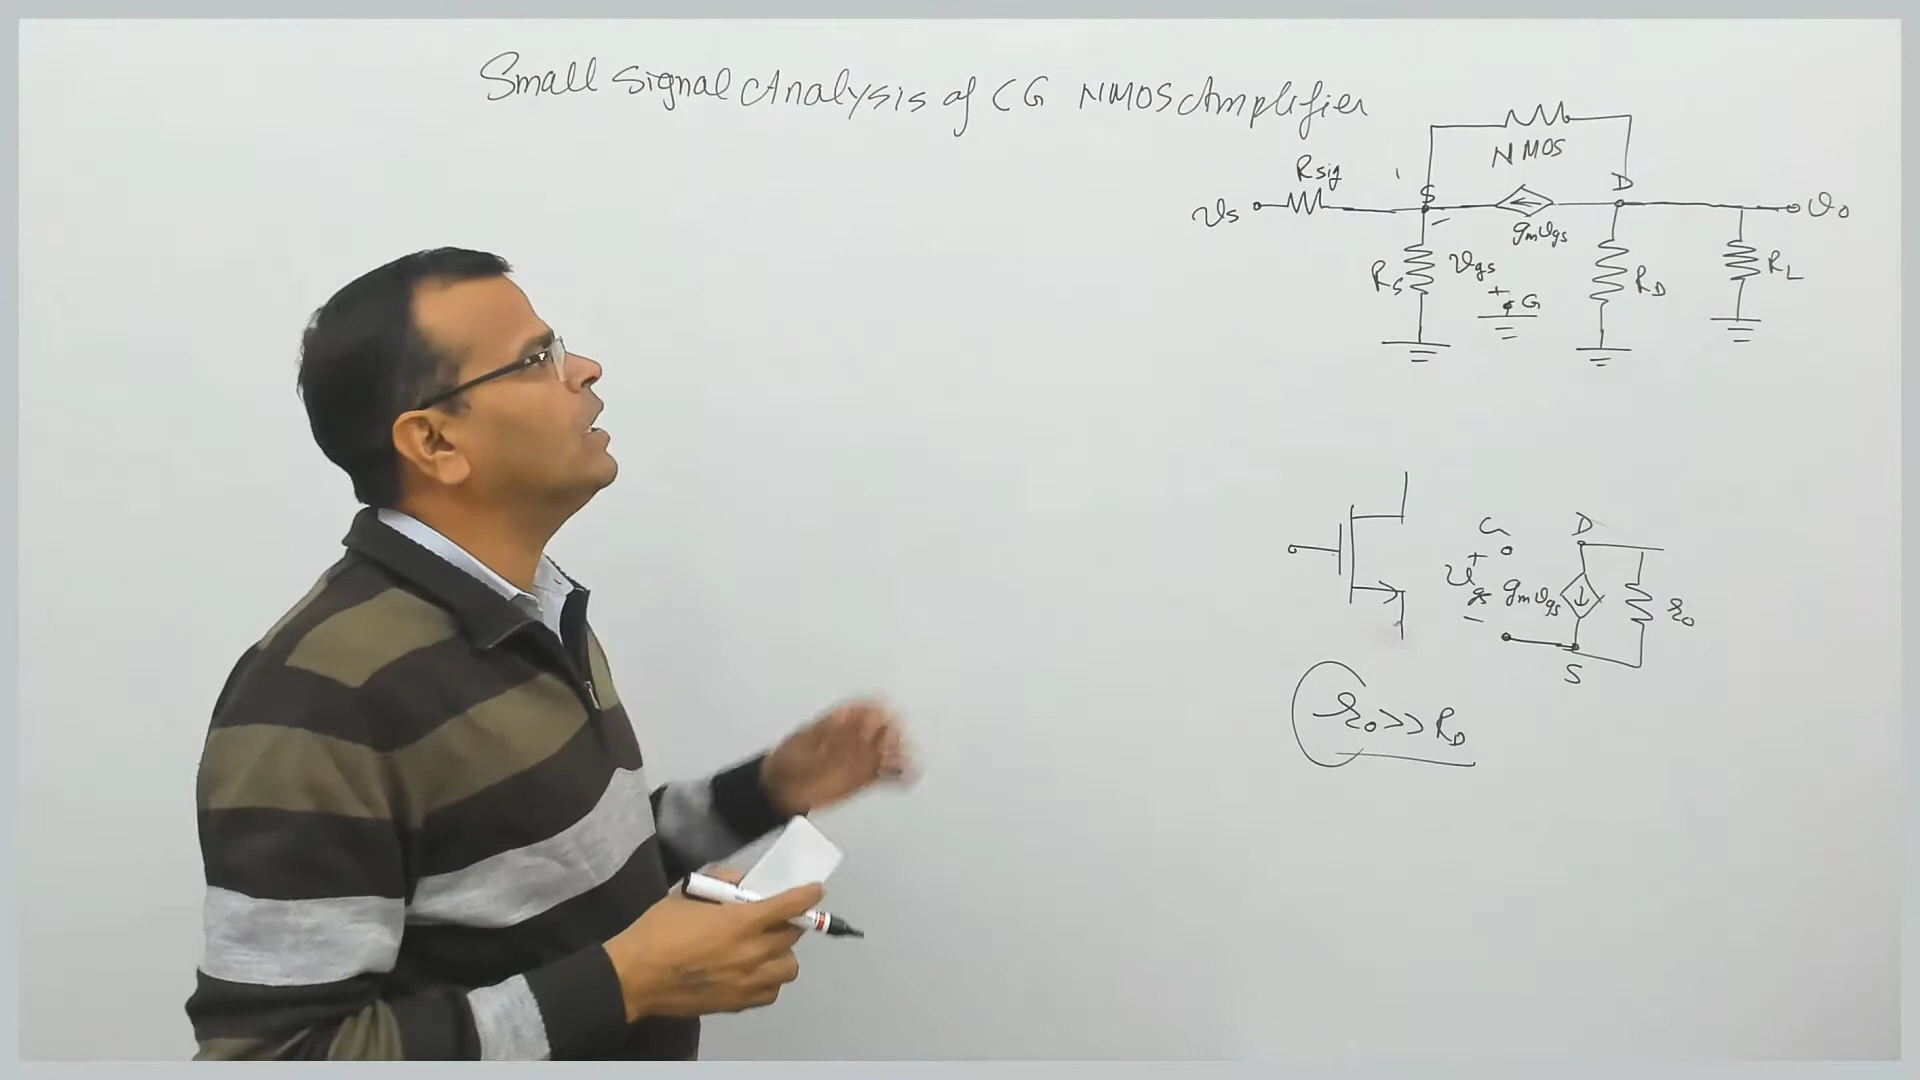 Small Signal Analysis of CG NMOS Amplifier
NMOS
Rsig
S
D
vs
vo
gmvgs
RS
vgs
+
G
RD
RL
−
G
D
+
vgs
gmvgs
ro
−
S
ro>>RD